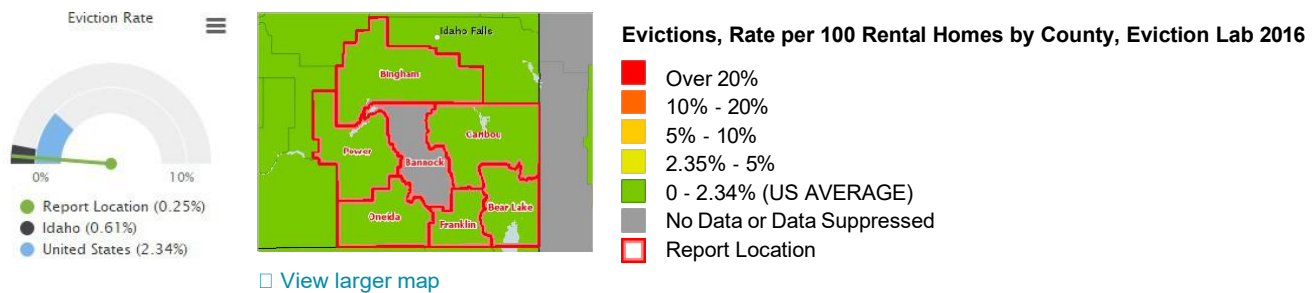 Eviction Rate
0%
10%
Report Location (0.25%)
Idaho (0.61%)
United States (2.34%)
Idaho Falls
Bingham
Caribou
Power
Bannock
Oneida
Franklin
Bear Lake
View larger map
Evictions, Rate per 100 Rental Homes by County, Eviction Lab 2016
Over 20%
10% - 20%
5% - 10%
2.35% - 5%
0 - 2.34% (US AVERAGE)
No Data or Data Suppressed
Report Location